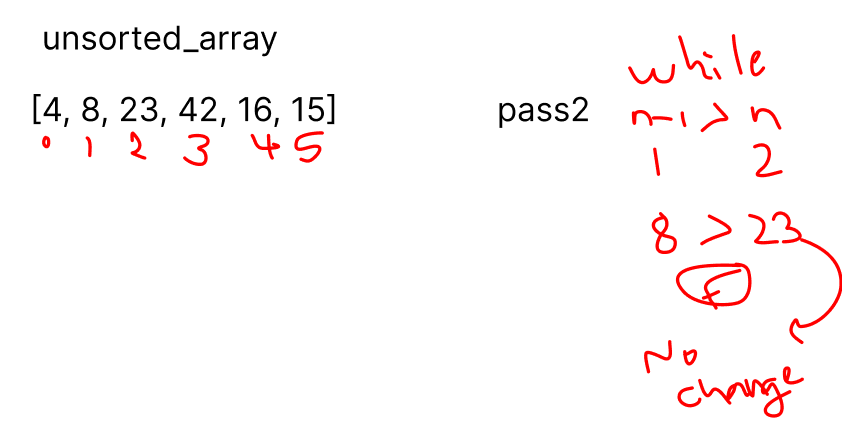 unsorted_array
[4, 8, 23, 42, 16, 15]
0 1 2 3 4 5
pass2
while
n-1 > n
1 2
8 > 23
f
No
change